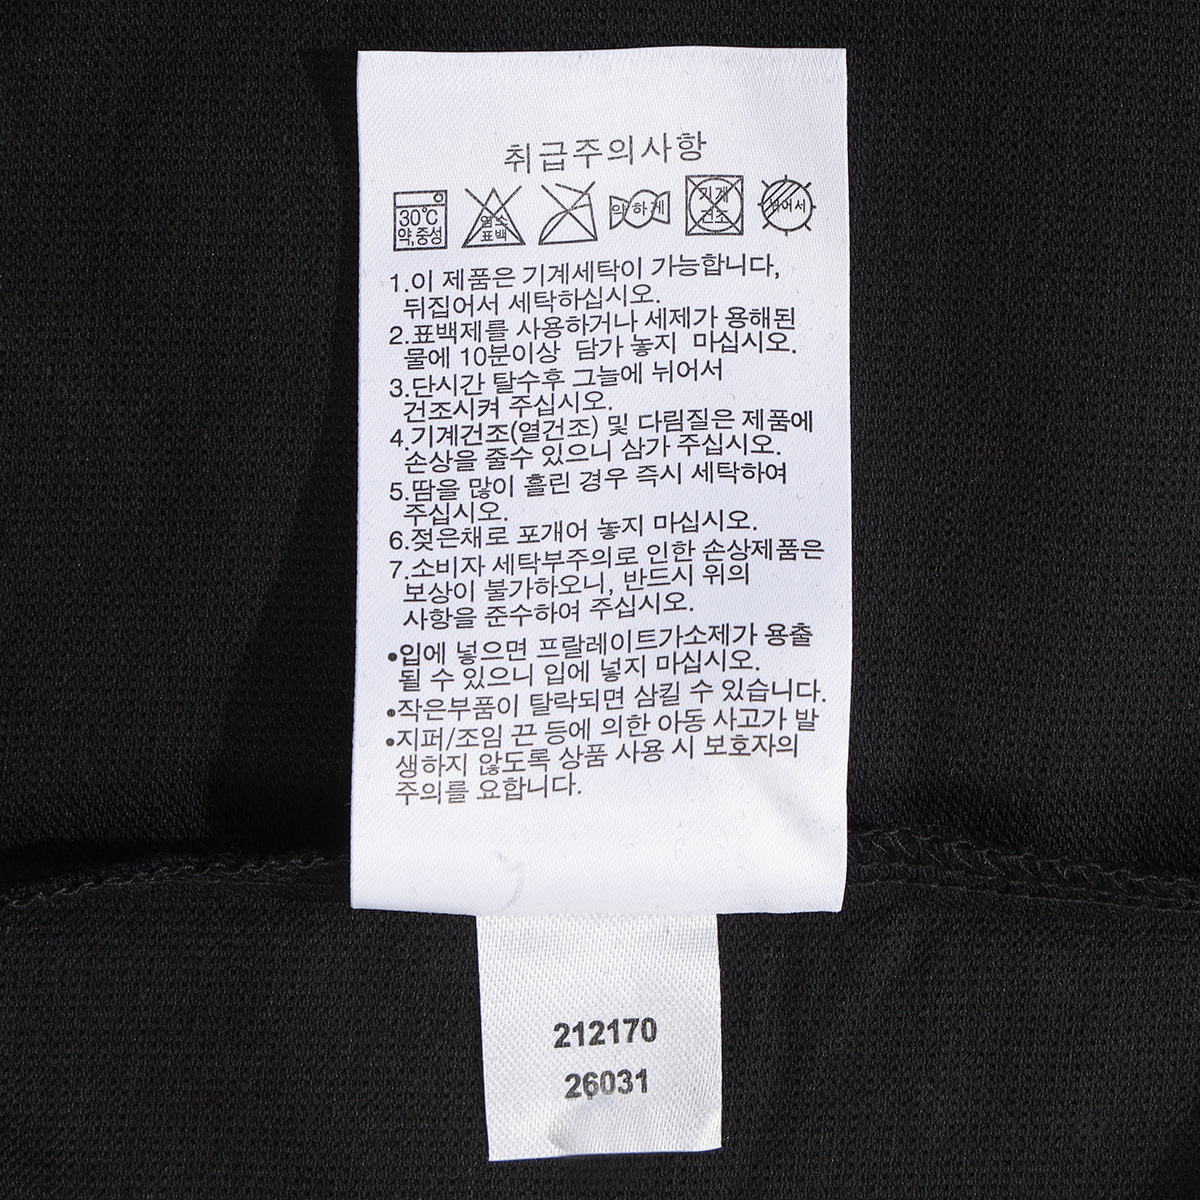 취급주의사항
30℃
약,중성
염소
표백
약하게
기계
건조
뉘어서
1.이 제품은 기계세탁이 가능합니다,
뒤집어서 세탁하십시오.
2.표백제를 사용하거나 세제가 용해된
물에 10분이상 담가 놓지 마십시오.
3.단시간 탈수후 그늘에 뉘어서
건조시켜 주십시오.
4.기계건조(열건조) 및 다림질은 제품에
손상을 줄수 있으니 삼가 주십시오.
5.땀을 많이 흘린 경우 즉시 세탁하여
주십시오.
6.젖은채로 포개어 놓지 마십시오.
7.소비자 세탁부주의로 인한 손상제품은
보상이 불가하오니, 반드시 위의
사항을 준수하여 주십시오.
•입에 넣으면 프랄레이트가소제가 용출
될 수 있으니 입에 넣지 마십시오.
•작은부품이 탈락되면 삼킬 수 있습니다.
•지퍼/조임 끈 등에 의한 아동 사고가 발
생하지 않도록 상품 사용 시 보호자의
주의를 요합니다.
212170
26031